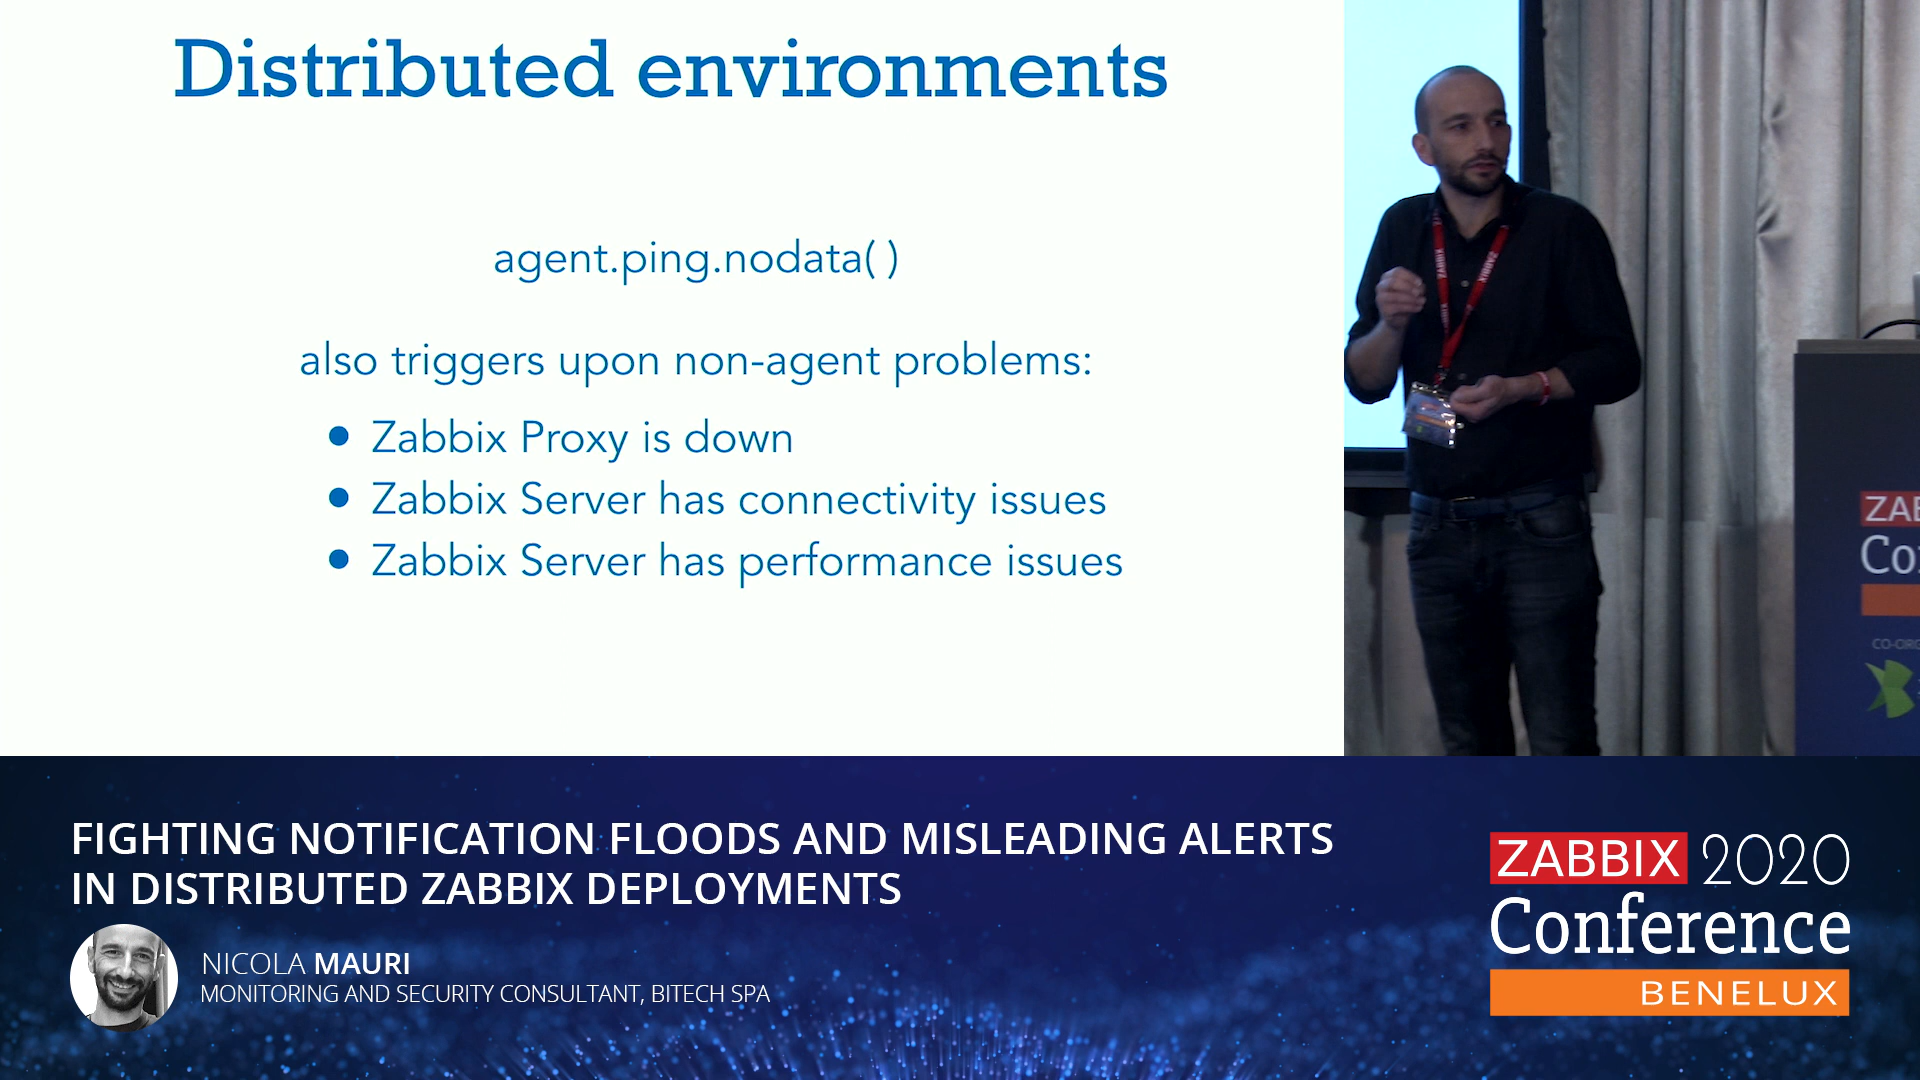 Distributed environments
agent.ping.nodata( )
also triggers upon non-agent problems:
• Zabbix Proxy is down
• Zabbix Server has connectivity issues
• Zabbix Server has performance issues
ZABBIX
ZABBIX
FIGHTING NOTIFICATION FLOODS AND MISLEADING ALERTS
IN DISTRIBUTED ZABBIX DEPLOYMENTS
NICOLA MAURI
MONITORING AND SECURITY CONSULTANT, BITECH SPA
ZABBIX 2020
Conference
BENELUX